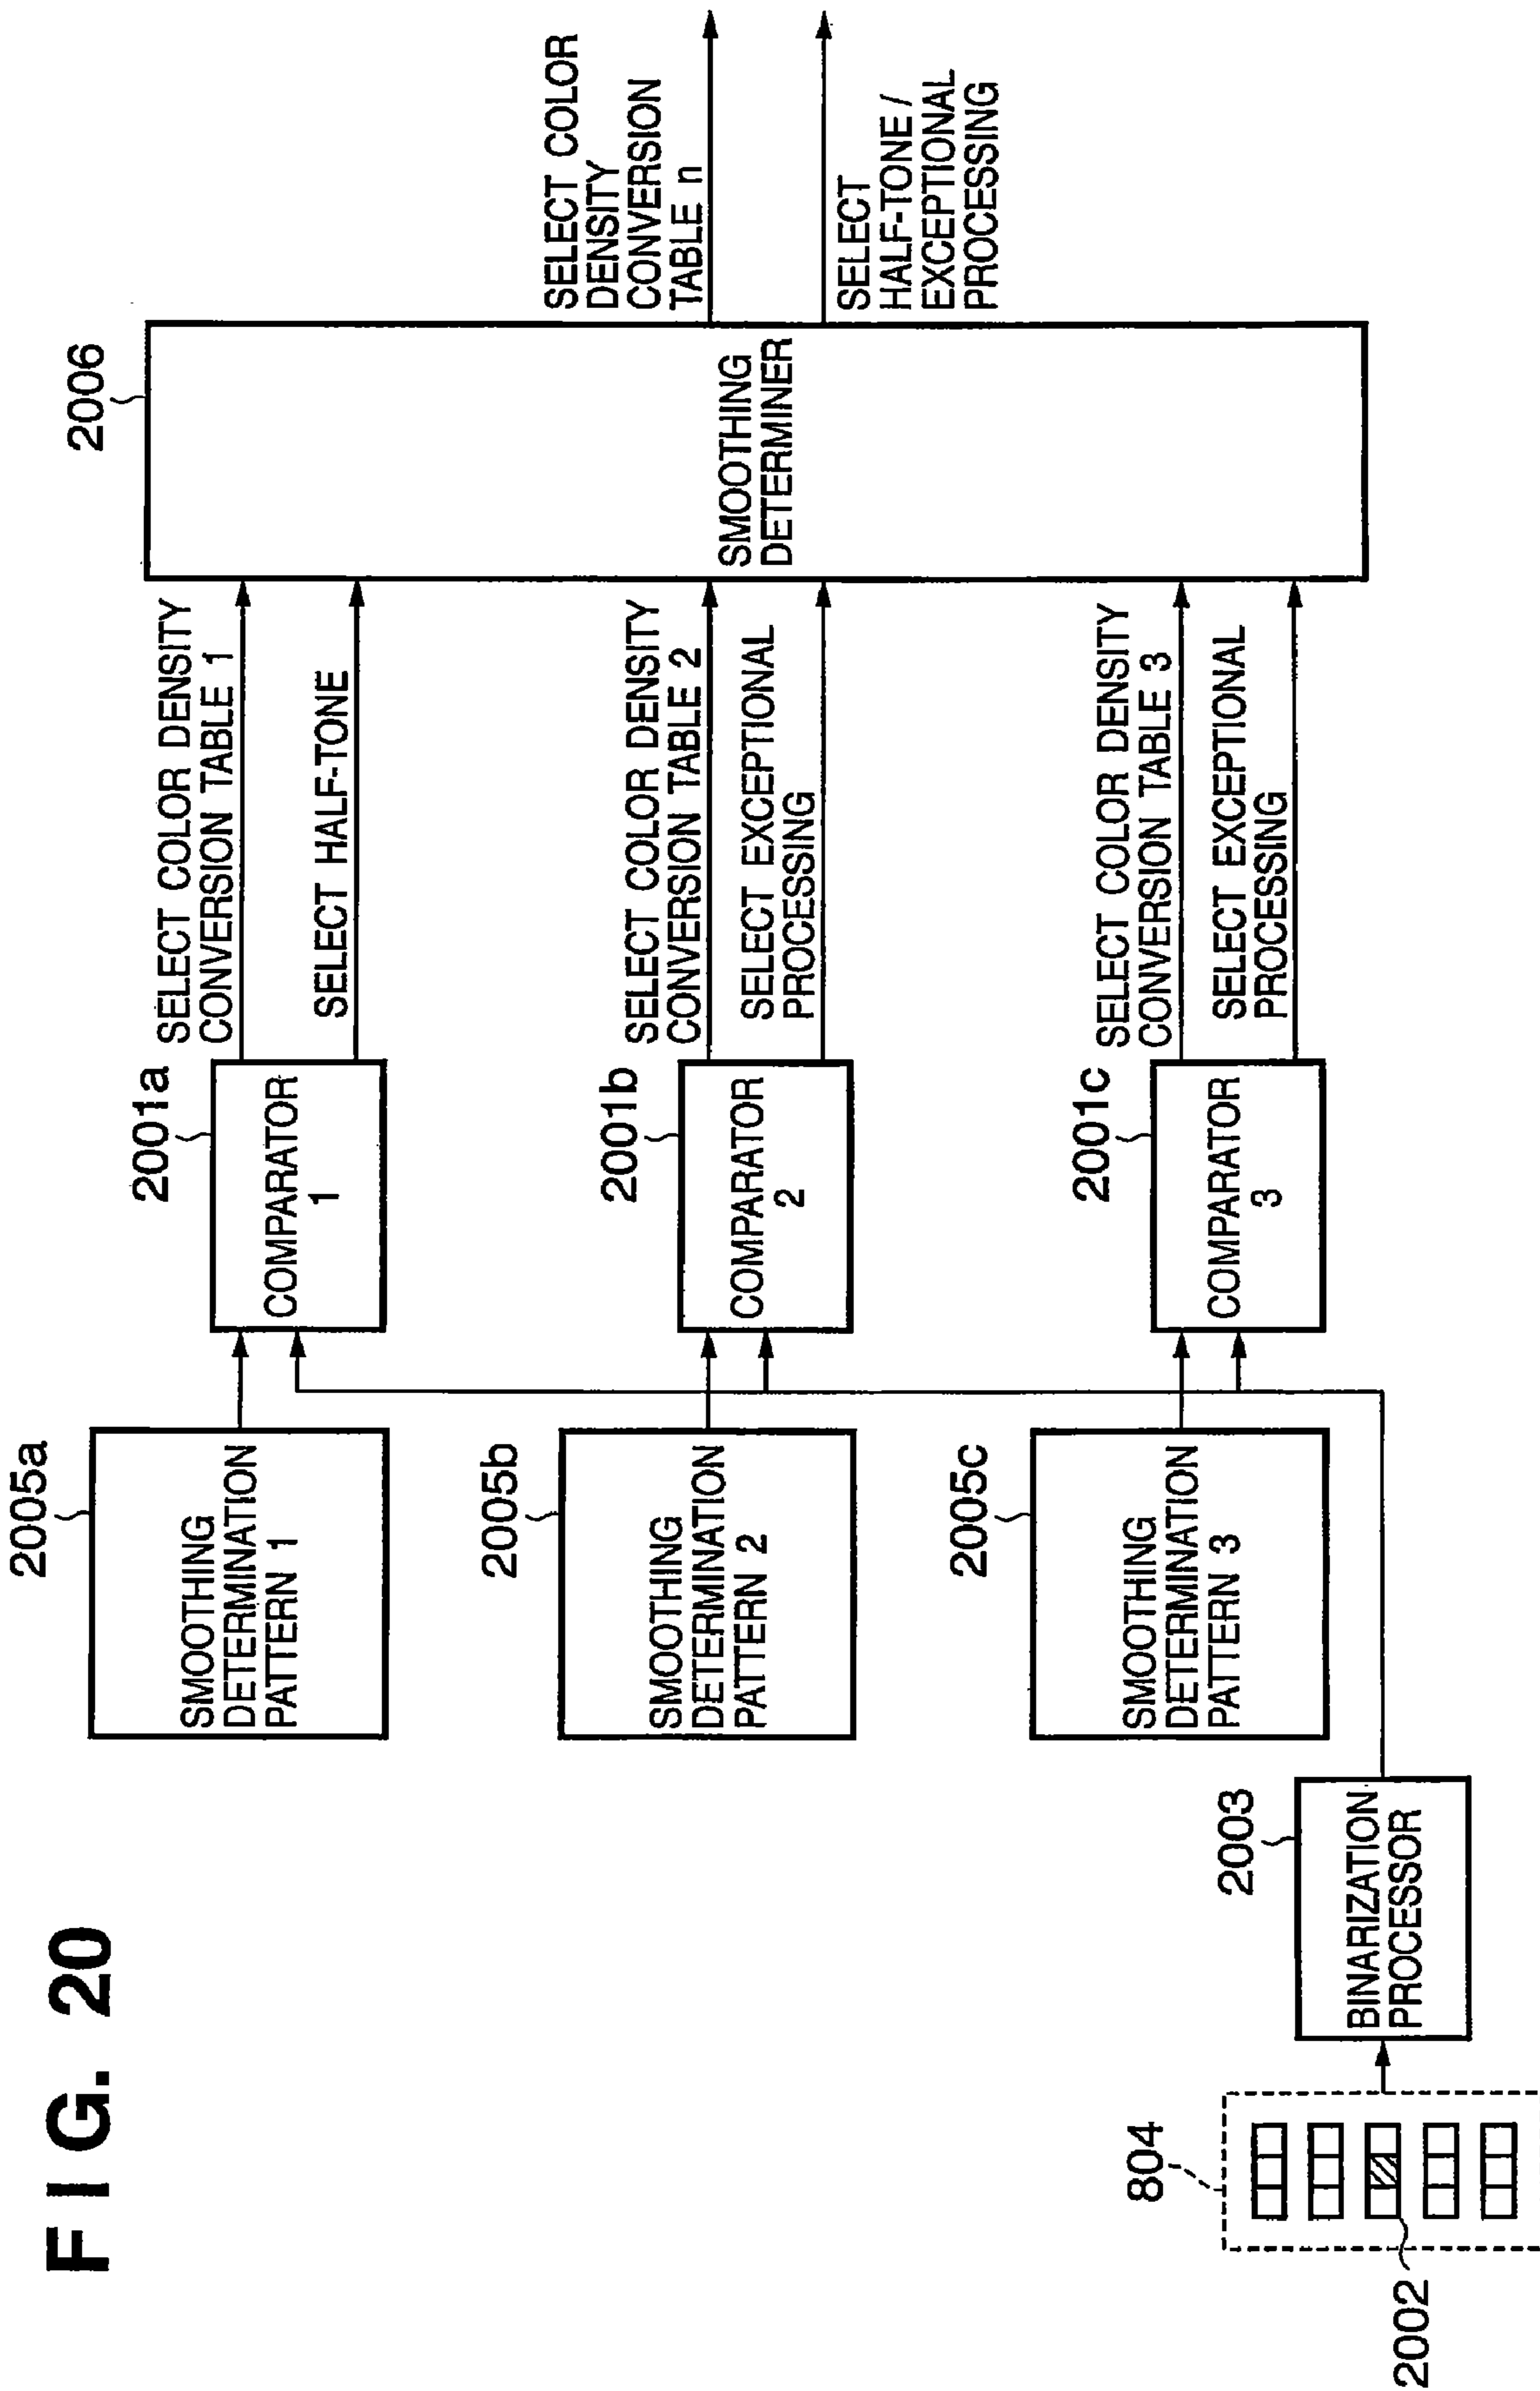 FIG. 20
2005a
SMOOTHING
DETERMINATION
PATTERN 1
2001a
COMPARATOR
1
SELECT COLOR DENSITY
CONVERSION TABLE 1
SELECT HALF-TONE
2006
SMOOTHING
DETERMINER
SELECT COLOR
DENSITY
CONVERSION
TABLE n
SELECT
HALF-TONE /
EXCEPTIONAL
PROCESSING
2005b
SMOOTHING
DETERMINATION
PATTERN 2
2001b
COMPARATOR
2
SELECT COLOR DENSITY
CONVERSION TABLE 2
SELECT EXCEPTIONAL
PROCESSING
2005c
SMOOTHING
DETERMINATION
PATTERN 3
2001c
COMPARATOR
3
SELECT COLOR DENSITY
CONVERSION TABLE 3
SELECT EXCEPTIONAL
PROCESSING
804
2002
2003
BINARIZATION
PROCESSOR